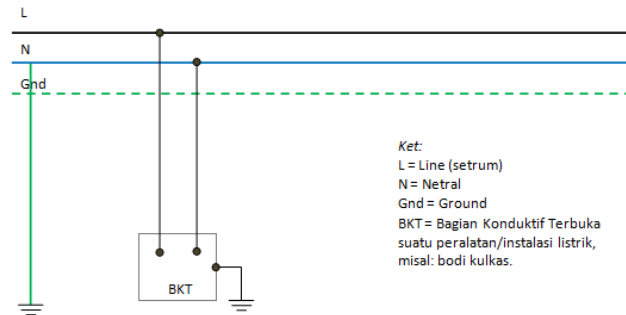 L
N
Gnd
Ket:
L = Line (setrum)
N = Netral
Gnd = Ground
BKT = Bagian Konduktif Terbuka
suatu peralatan/instalasi listrik,
misal: bodi kulkas.
BKT